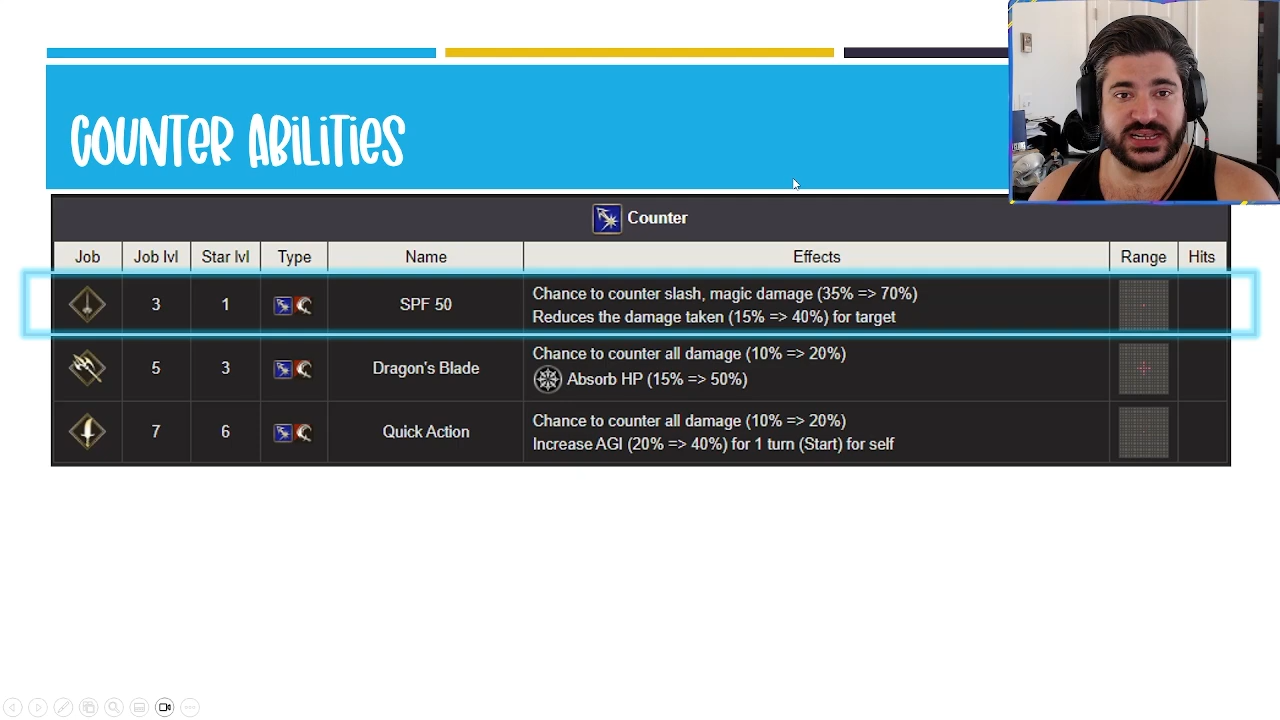 COUNTER ABILITIES
Counter
Job Job lvl Star lvl Type Name Effects Range Hits
3 1 SPF 50 Chance to counter slash, magic damage (35% => 70%)
Reduces the damage taken (15% => 40%) for target
5 3 Dragon's Blade Chance to counter all damage (10% => 20%)
Absorb HP (15% => 50%)
7 6 Quick Action Chance to counter all damage (10% => 20%)
Increase AGI (20% => 40%) for 1 turn (Start) for self